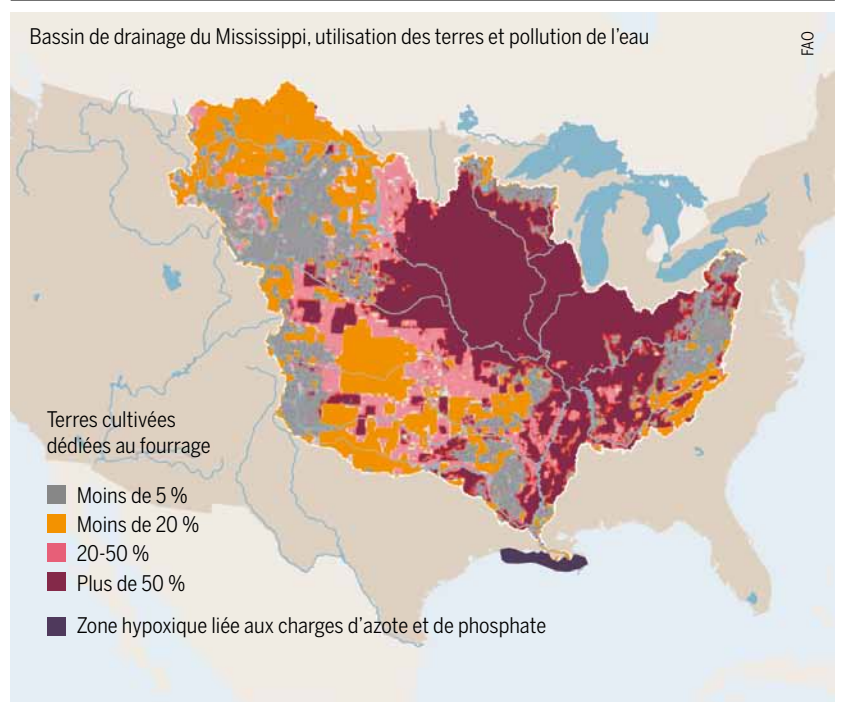 Bassin de drainage du Mississippi, utilisation des terres et pollution de l'eau
FAO
Terres cultivées
dédiées au fourrage
Moins de 5 %
Moins de 20 %
20-50 %
Plus de 50 %
Zone hypoxique liée aux charges d'azote et de phosphate